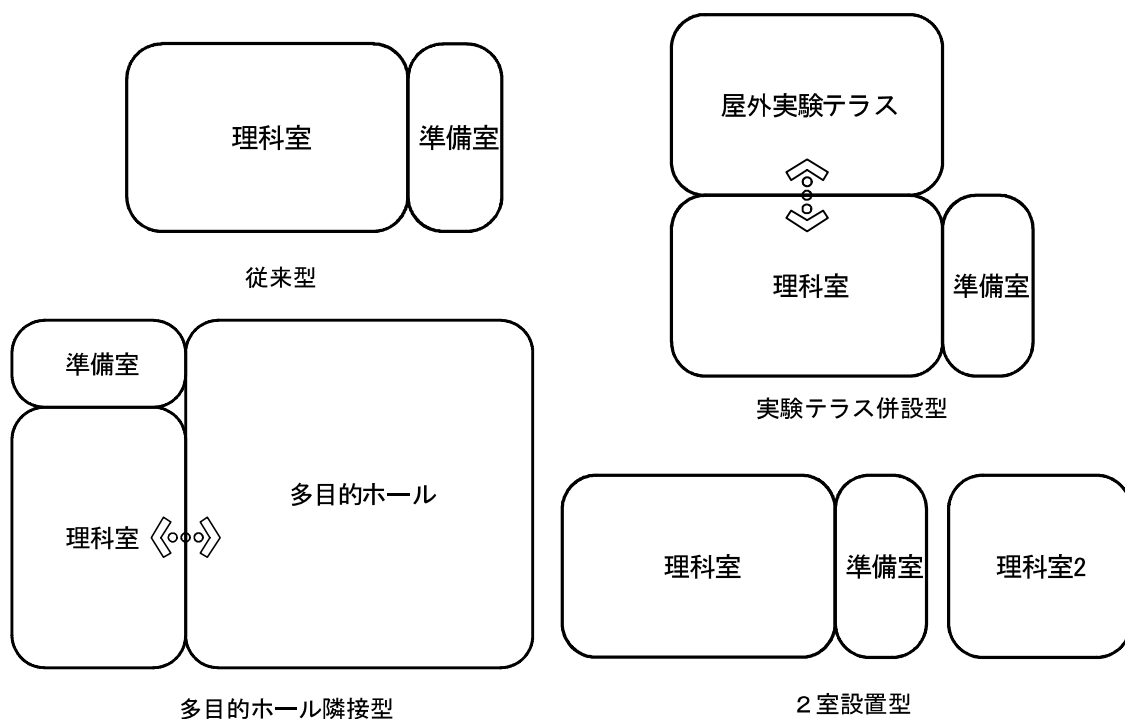 理科室
準備室
従来型
屋外実験テラス
理科室
準備室
実験テラス併設型
準備室
理科室
多目的ホール
多目的ホール隣接型
理科室
準備室
理科室2
２室設置型